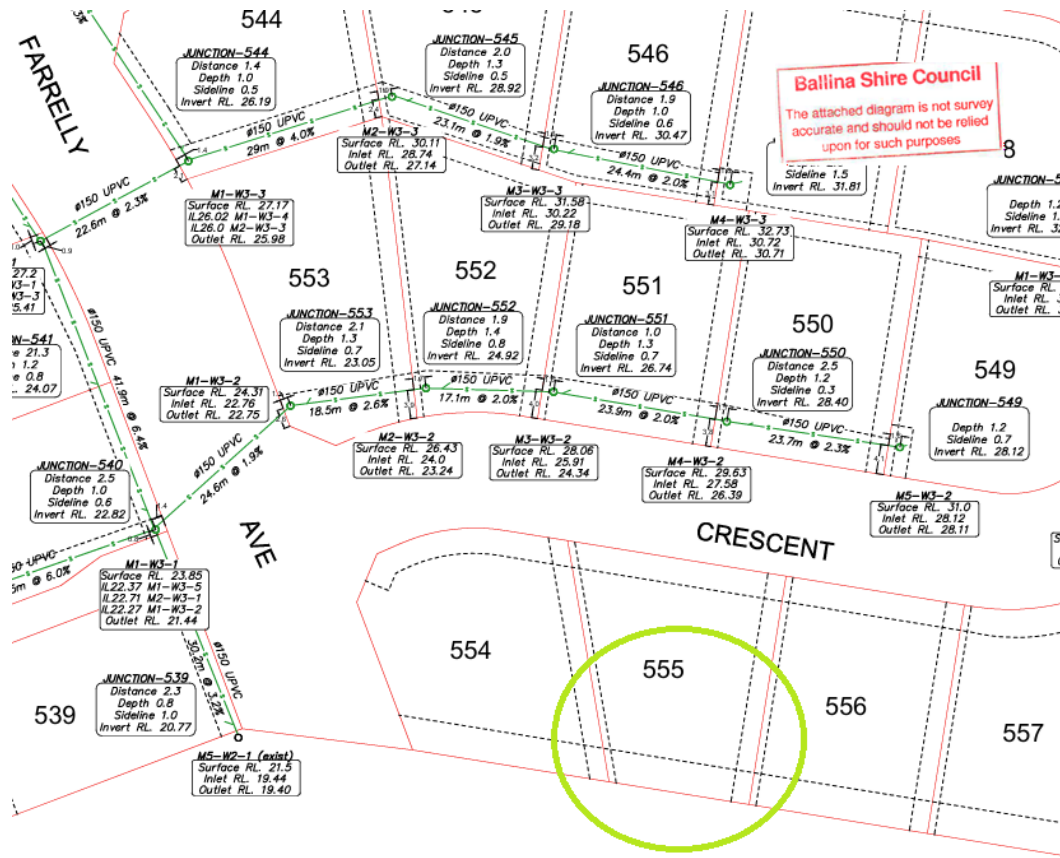 544
546
FARRELLY
JUNCTION-544
Distance 1.4
Depth 1.0
Sideline 0.5
Invert RL. 26.19
JUNCTION-545
Distance 2.0
Depth 1.3
Sideline 0.5
Invert RL. 28.92
JUNCTION-546
Distance 1.9
Depth 1.0
Sideline 0.6
Invert RL. 30.47
Ballina Shire Council
The attached diagram is not survey
accurate and should not be relied
upon for such purposes
Sideline 1.5
Invert RL. 31.81
8
Depth 1.2
ø150 UPVC
29m @ 4.0%
ø150 UPVC
23.1m @ 1.9%
ø150 UPVC
24.4m @ 2.0%
ø150 UPVC
22.6m @ 2.3%
M2-W3-3
Surface RL. 30.11
Inlet RL. 28.74
Outlet RL. 27.14
M1-W3-3
Surface RL. 27.17
IL26.02 M1-W3-4
IL26.0 M2-W3-3
Outlet RL. 25.98
M3-W3-3
Surface RL. 31.58
Inlet RL. 30.22
Outlet RL. 29.18
M4-W3-3
Surface RL. 32.73
Inlet RL. 30.72
Outlet RL. 30.71
M1-W3-
Surface RL.
Inlet RL.
Outlet RL.
553
552
551
550
549
JUNCTION-553
Distance 2.1
Depth 1.3
Sideline 0.7
Invert RL. 23.05
JUNCTION-552
Distance 1.9
Depth 1.4
Sideline 0.8
Invert RL. 24.92
JUNCTION-551
Distance 1.0
Depth 1.3
Sideline 0.7
Invert RL. 26.74
JUNCTION-550
Distance 2.5
Depth 1.2
Sideline 0.3
Invert RL. 28.40
JUNCTION-549
Depth 1.2
Sideline 0.7
Invert RL. 28.12
ø150 UPVC
41.9m @ 6.4%
M1-W3-2
Surface RL. 24.31
Inlet RL. 22.76
Outlet RL. 22.75
ø150 UPVC
18.5m @ 2.6%
ø150 UPVC
17.1m @ 2.0%
ø150 UPVC
23.9m @ 2.0%
ø150 UPVC
23.7m @ 2.3%
M2-W3-2
Surface RL. 26.43
Inlet RL. 24.0
Outlet RL. 23.24
M3-W3-2
Surface RL. 28.06
Inlet RL. 25.91
Outlet RL. 24.34
M4-W3-2
Surface RL. 29.63
Inlet RL. 27.58
Outlet RL. 26.39
M5-W3-2
Surface RL. 31.0
Inlet RL. 28.12
Outlet RL. 28.11
JUNCTION-540
Distance 2.5
Depth 1.0
Sideline 0.6
Invert RL. 22.82
ø150 UPVC
24.6m @ 1.9%
AVE
CRESCENT
M1-W3-1
Surface RL. 23.85
IL22.37 M1-W3-5
IL22.71 M2-W3-1
IL22.27 M1-W3-2
Outlet RL. 21.44
ø150 UPVC
30.2m @ 3.2%
554
555
556
557
539
JUNCTION-539
Distance 2.3
Depth 0.8
Sideline 1.0
Invert RL. 20.77
M5-W2-1 (exist)
Surface RL. 21.5
Inlet RL. 19.44
Outlet RL. 19.40